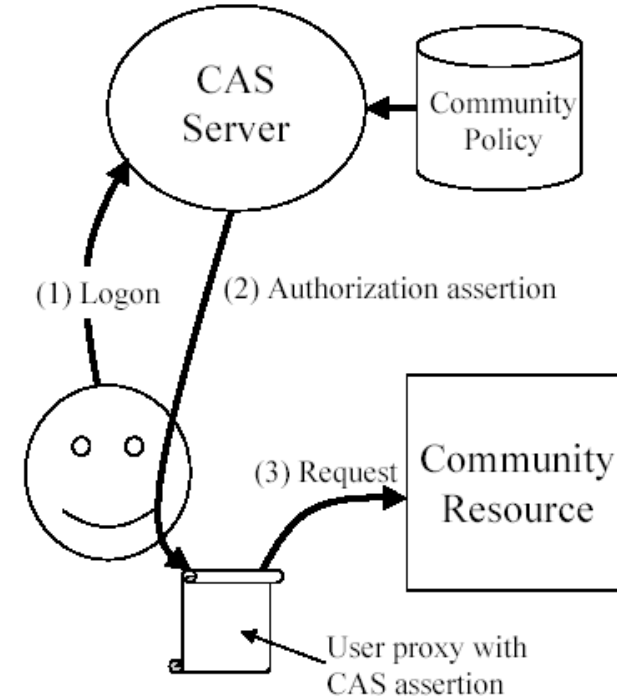 CAS
Server
Community
Policy
(1) Logon
(2) Authorization assertion
(3) Request
Community
Resource
User proxy with
CAS assertion